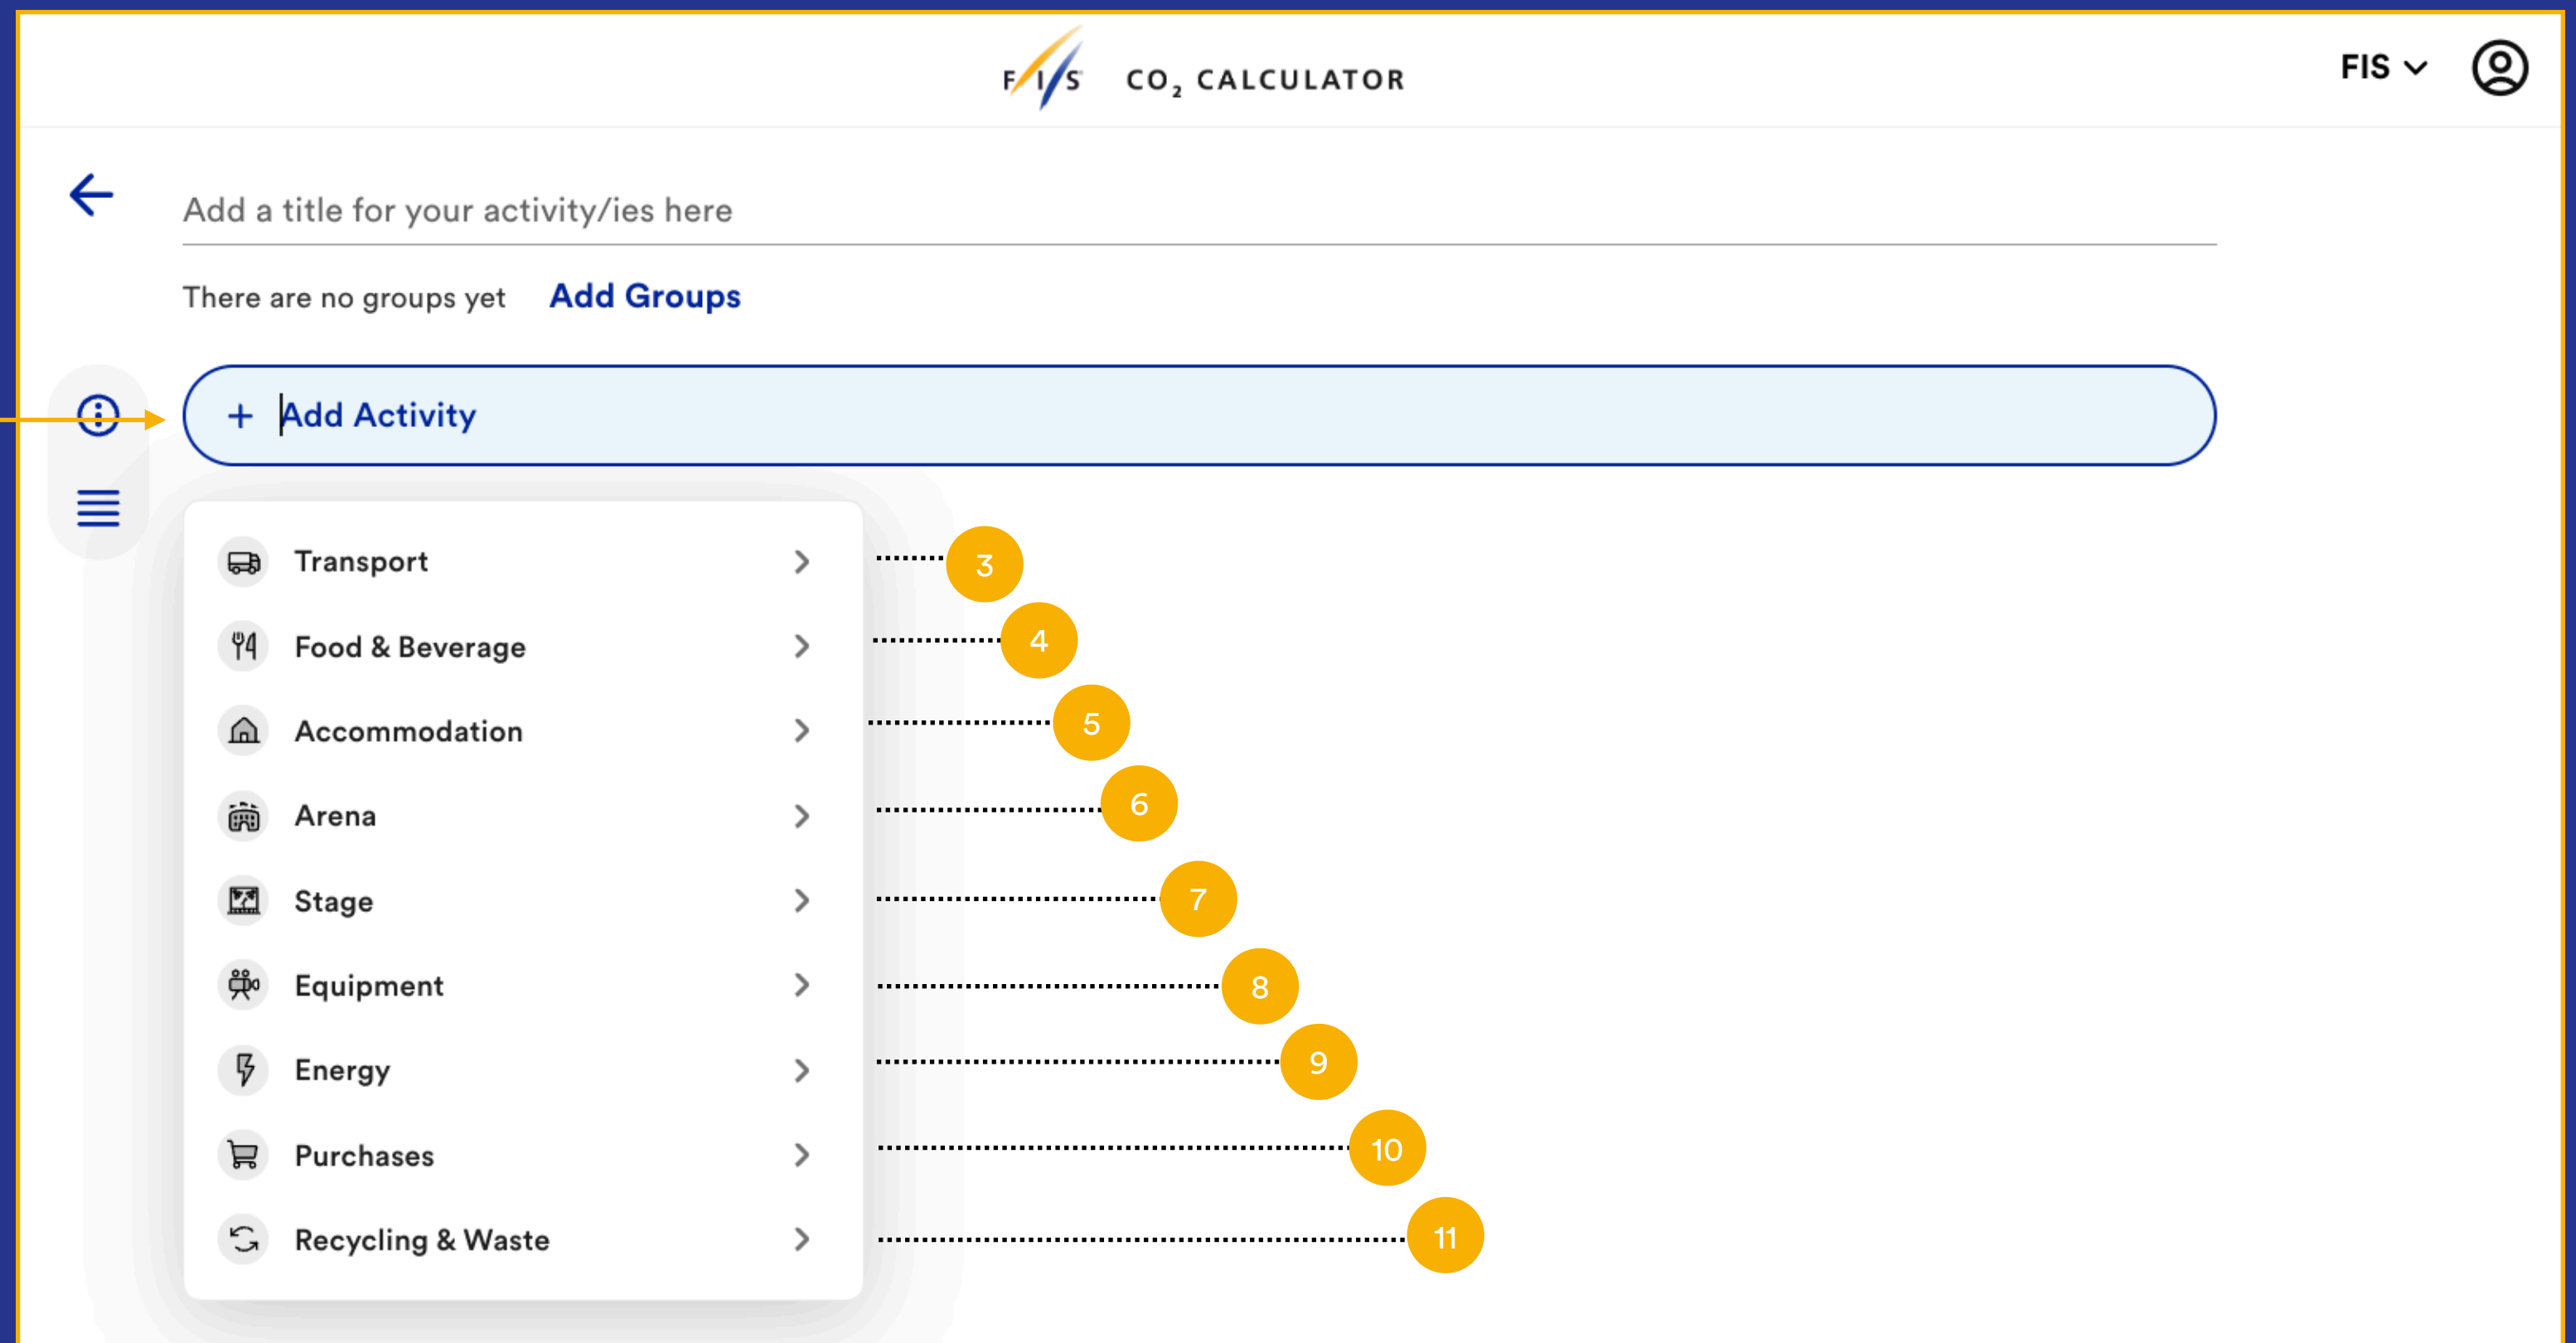 FIS CO₂ CALCULATOR
FIS
Add a title for your activity/ies here
There are no groups yet Add Groups
+ Add Activity
Transport 3
Food & Beverage 4
Accommodation 5
Arena 6
Stage 7
Equipment 8
Energy 9
Purchases 10
Recycling & Waste 11